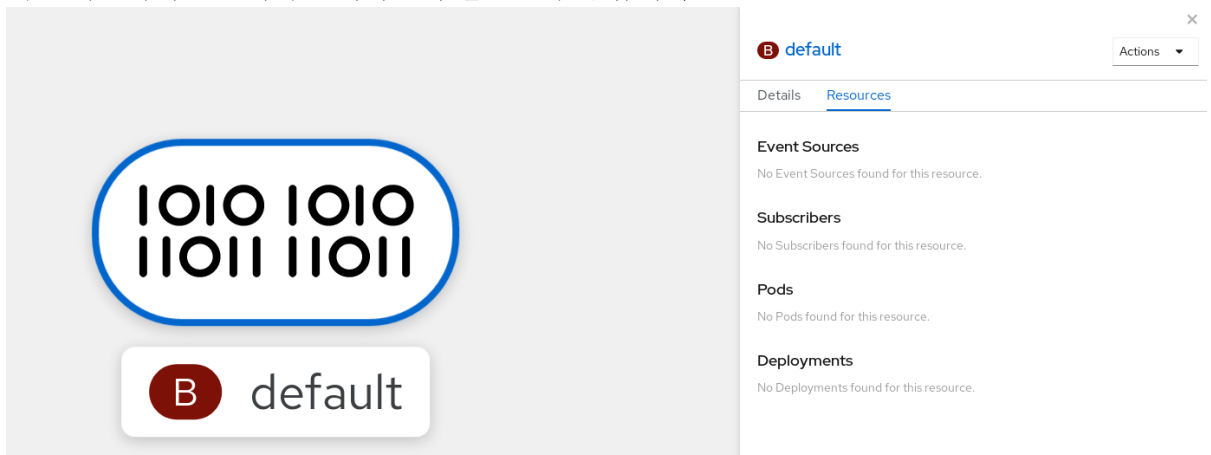 1010 1010
11011 11011
B default
B default
Actions
Details Resources
Event Sources
No Event Sources found for this resource.
Subscribers
No Subscribers found for this resource.
Pods
No Pods found for this resource.
Deployments
No Deployments found for this resource.